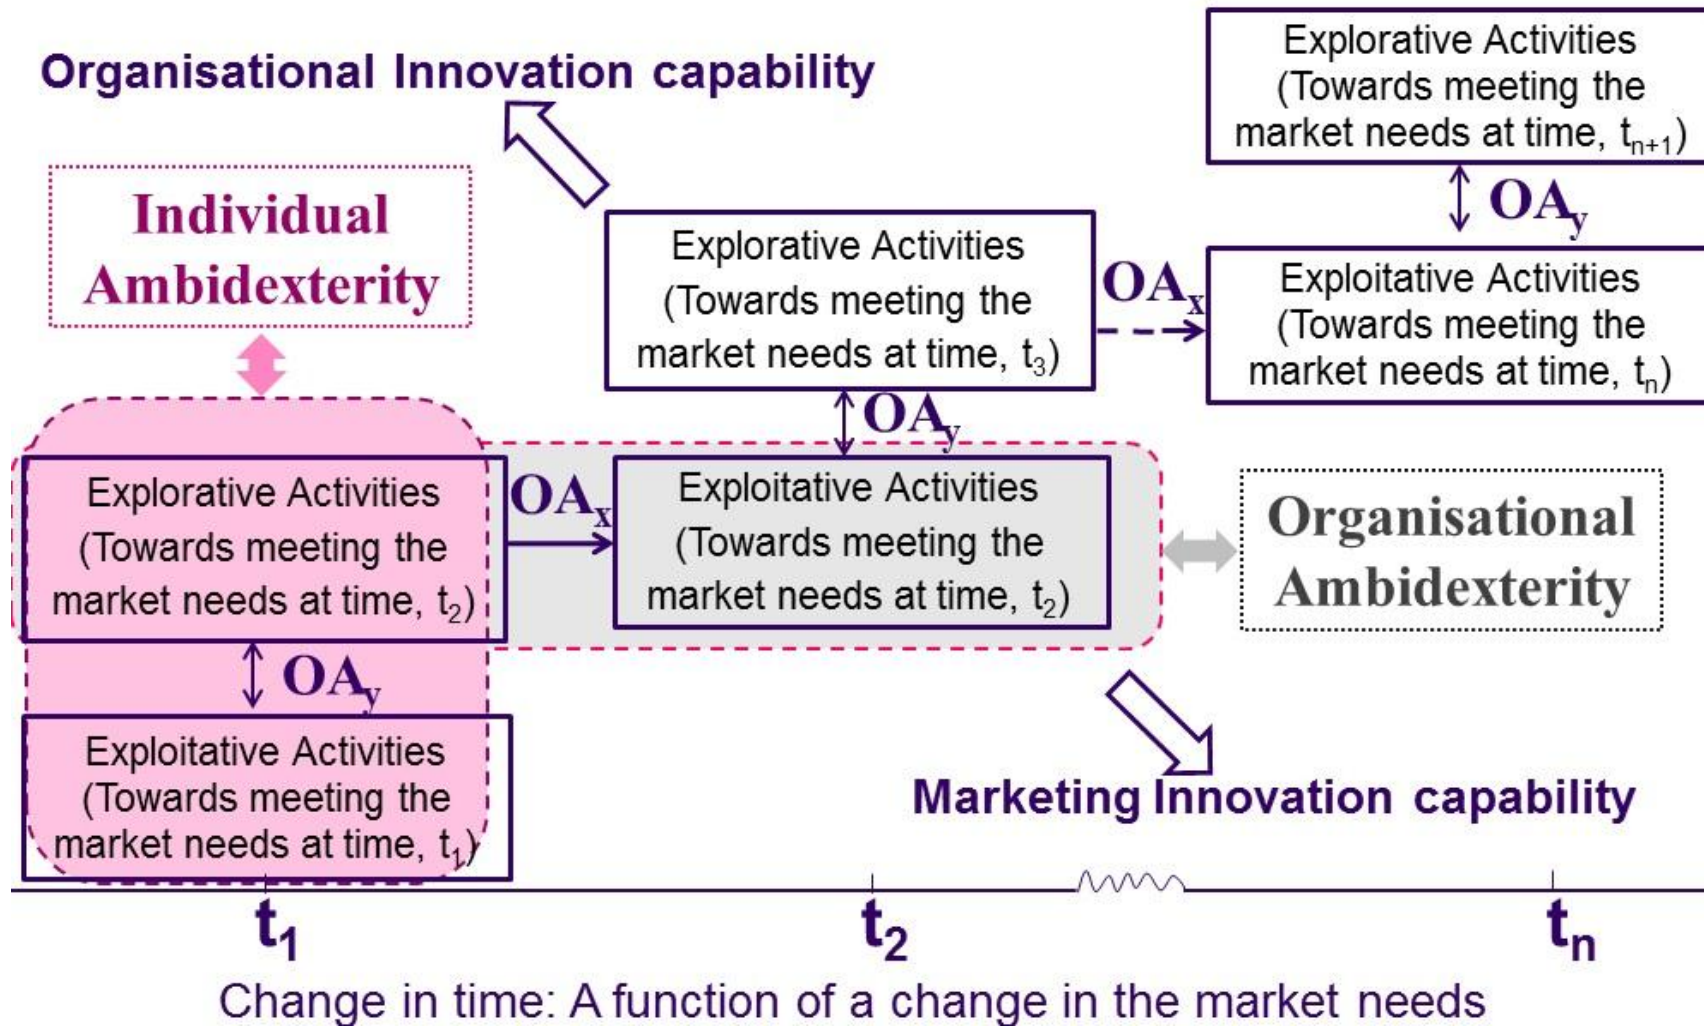 Organisational Innovation capability
Explorative Activities
(Towards meeting the
market needs at time, tn+1)
OAy
Individual
Ambidexterity
Explorative Activities
(Towards meeting the
market needs at time, t3)
OAx
Exploitative Activities
(Towards meeting the
market needs at time, tn)
OAy
Explorative Activities
(Towards meeting the
market needs at time, t2)
OAx
Exploitative Activities
(Towards meeting the
market needs at time, t2)
Organisational
Ambidexterity
OAy
Exploitative Activities
(Towards meeting the
market needs at time, t1)
Marketing Innovation capability
t1
t2
tn
Change in time: A function of a change in the market needs